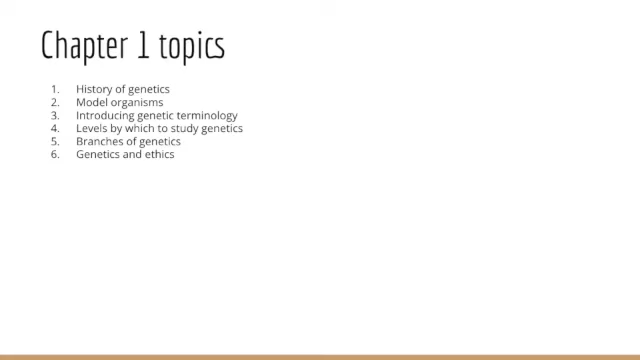 Chapter 1 topics
1. History of genetics
2. Model organisms
3. Introducing genetic terminology
4. Levels by which to study genetics
5. Branches of genetics
6. Genetics and ethics